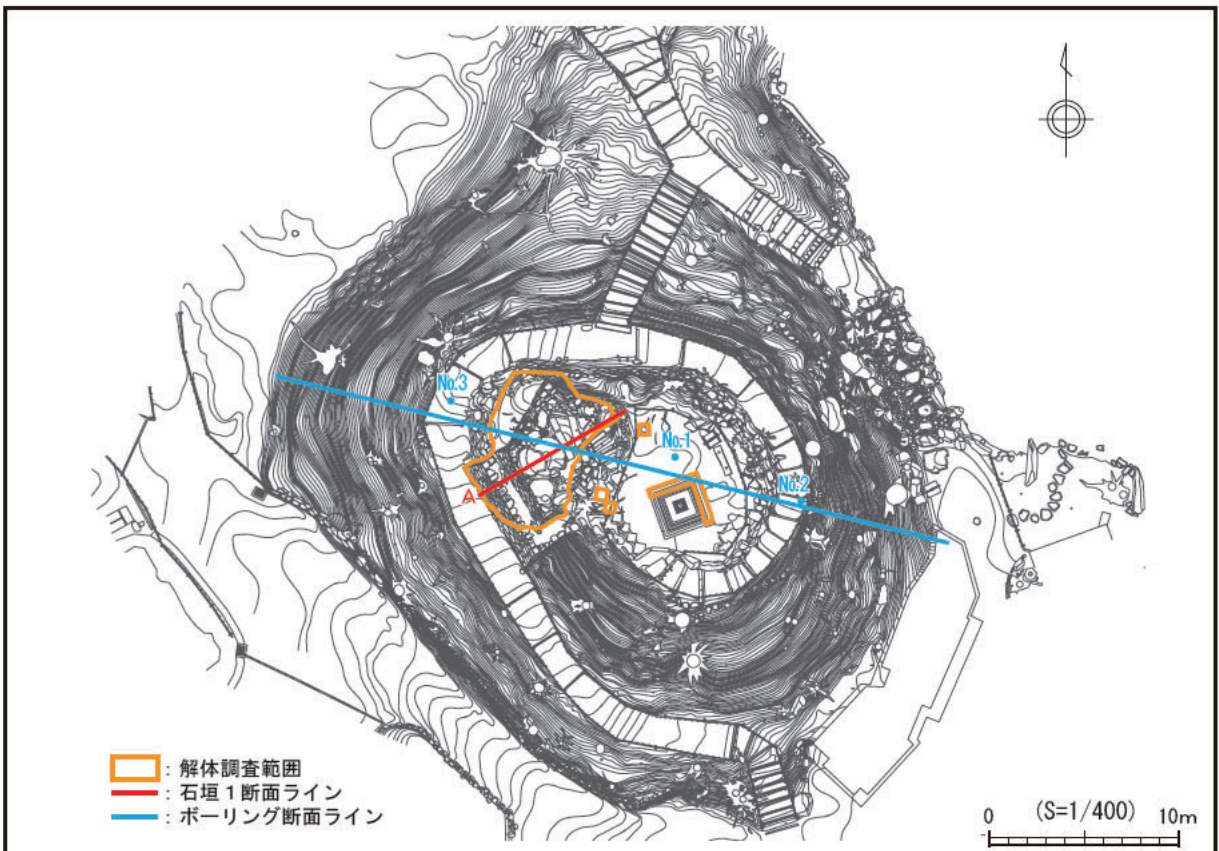 No.3
No.1
No.2
A
: 解体調査範囲
: 石垣1断面ライン
: ボーリング断面ライン
0 (S=1/400) 10m